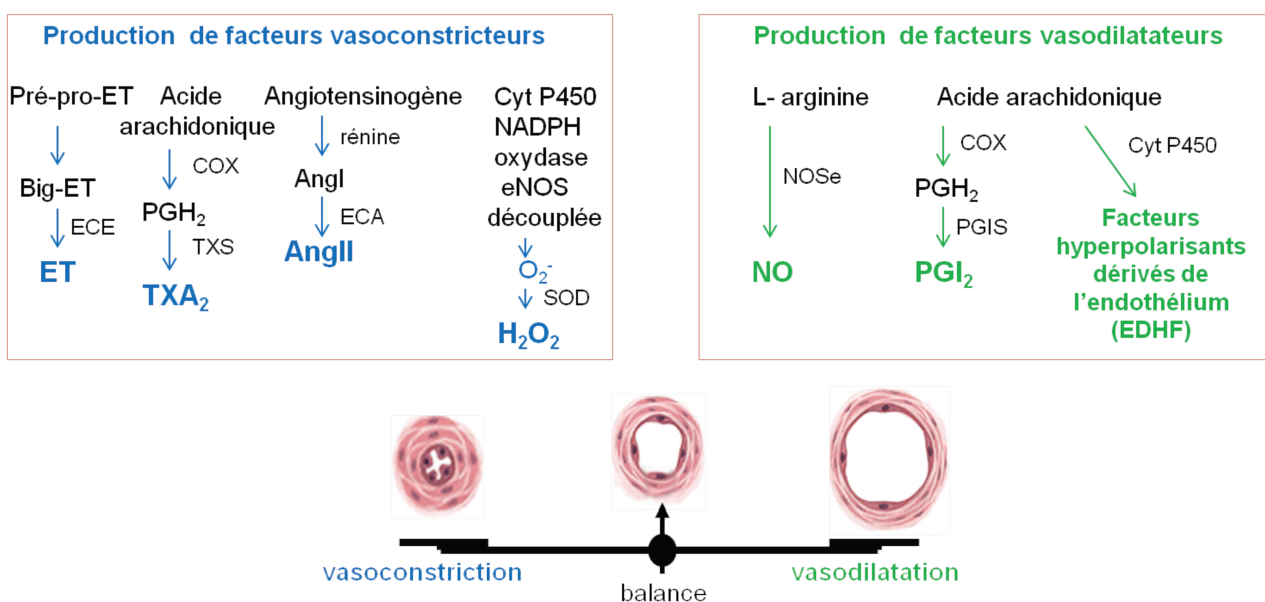 Production de facteurs vasoconstricteurs
Pré-pro-ET
Big-ET
ECE
ET
Acide
arachidonique
COX
PGH₂
TXS
TXA₂
Angiotensinogène
rénine
AngI
ECA
AngII
Cyt P450
NADPH
oxydase
eNOS
découplée
O₂⁻
SOD
H₂O₂
Production de facteurs vasodilatateurs
L- arginine
NOSe
NO
Acide arachidonique
COX
PGH₂
PGIS
PGI₂
Cyt P450
Facteurs
hyperpolarisants
dérivés de
l’endothélium
(EDHF)
vasoconstriction
balance
vasodilatation